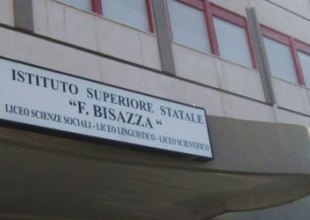 ISTITUTO SUPERIORE STATALE
"F. BISAZZA"
LICEO SCIENZE SOCIALI - LICEO LINGUISTICO - LICEO SCIENTIFICO